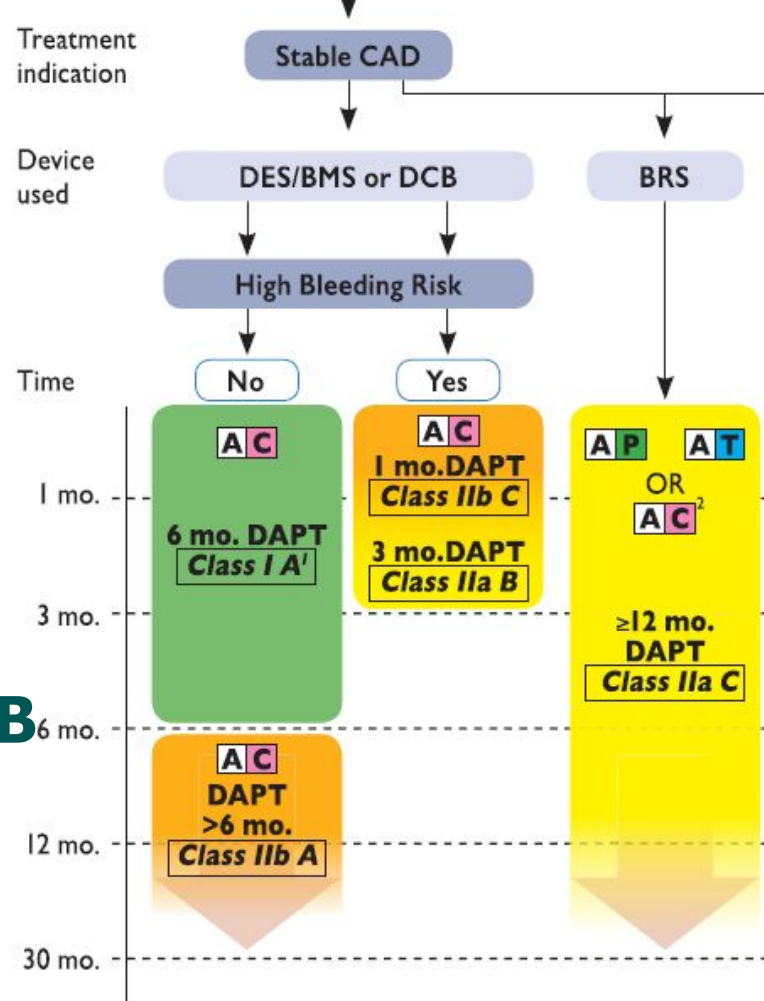 Treatment
indication
Stable CAD
Device
used
DES/BMS or DCB
BRS
High Bleeding Risk
Time
No
Yes
A C
6 mo. DAPT
Class I A¹
A C
1 mo.DAPT
Class IIb C
3 mo.DAPT
Class IIa B
A P
A T
OR
A C²
≥12 mo.
DAPT
Class IIa C
A C
DAPT
>6 mo.
Class IIb A
1 mo.
3 mo.
B
6 mo.
12 mo.
30 mo.